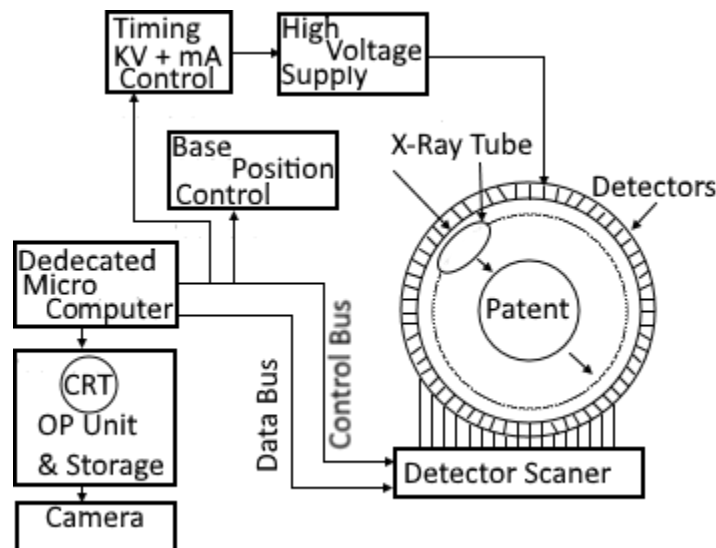 Timing
KV + mA
Control
High
Voltage
Supply
X-Ray Tube
Detectors
Base
Position
Control
Dedecated
Micro
Computer
Patent
CRT
OP Unit
& Storage
Data Bus
Control Bus
Detector Scaner
Camera